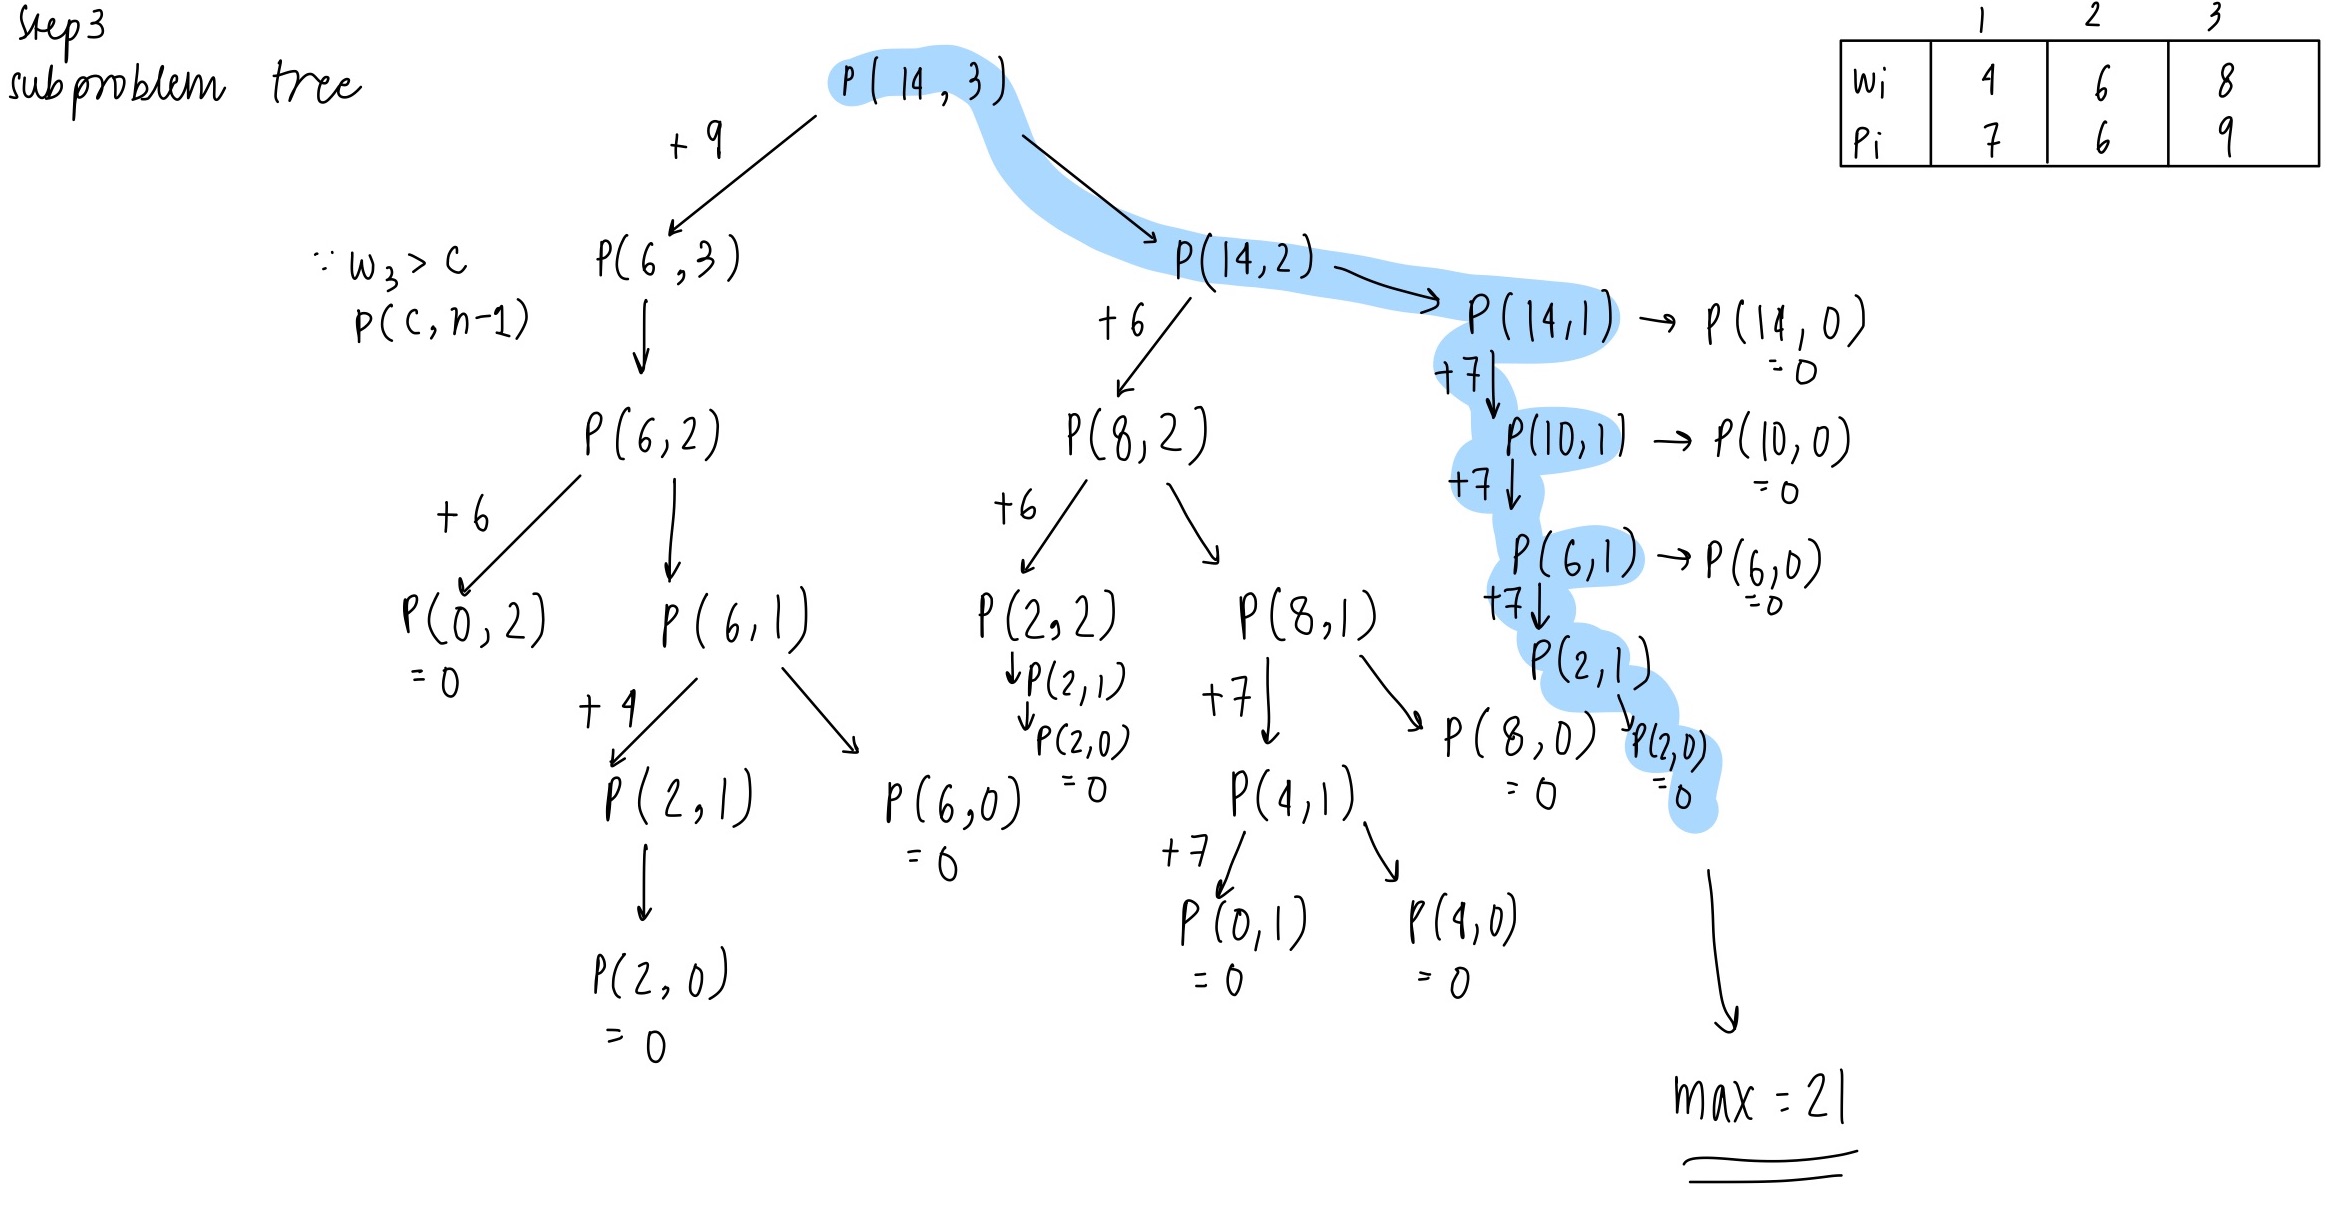 step3
subproblem tree
1 2 3
wi 4 6 8
Pi 7 6 9
P( 14 , 3 )
+ 9
∵ w3 > c
P(c, n-1)
P( 6 , 3 )
P(14, 2)
P(14, 1) → P(14, 0)
= 0
+6
+7
P(6, 2)
P(8, 2)
P(10, 1) → P(10, 0)
= 0
+ 6
+6
+7
P(6, 1) → P(6, 0)
= 0
P(0, 2)
= 0
P(6, 1)
P(2, 2)
P(2, 1)
P(2, 0)
= 0
P(8, 1)
+7
P(2, 1)
P(2, 0)
= 0
+ 4
+7
P(8, 0)
= 0
P(2, 1)
P(6, 0)
= 0
P(4, 1)
+7
P(0, 1)
= 0
P(4, 0)
= 0
P(2, 0)
= 0
max = 21